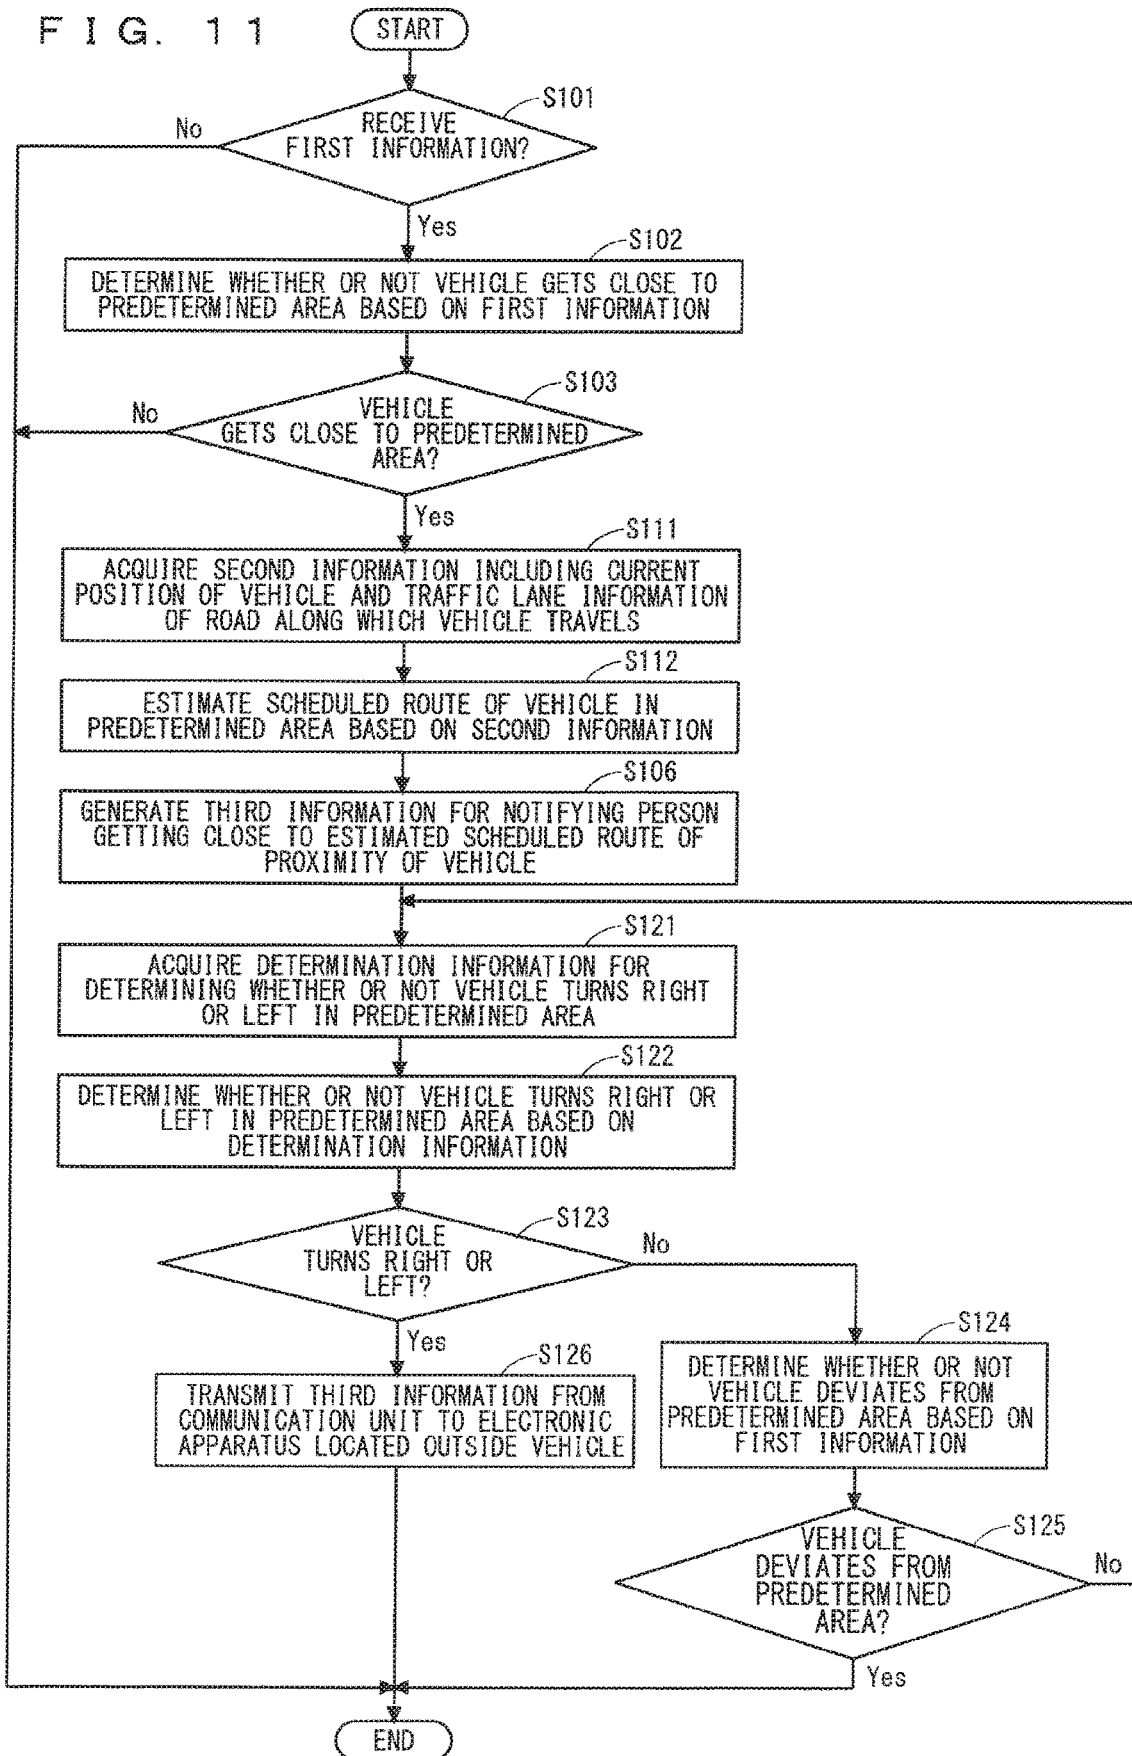 FIG. 11
START
S101
RECEIVE
FIRST INFORMATION?
No
Yes
S102
DETERMINE WHETHER OR NOT VEHICLE GETS CLOSE TO
PREDETERMINED AREA BASED ON FIRST INFORMATION
S103
VEHICLE
GETS CLOSE TO PREDETERMINED
AREA?
No
Yes
S111
ACQUIRE SECOND INFORMATION INCLUDING CURRENT
POSITION OF VEHICLE AND TRAFFIC LANE INFORMATION
OF ROAD ALONG WHICH VEHICLE TRAVELS
S112
ESTIMATE SCHEDULED ROUTE OF VEHICLE IN
PREDETERMINED AREA BASED ON SECOND INFORMATION
S106
GENERATE THIRD INFORMATION FOR NOTIFYING PERSON
GETTING CLOSE TO ESTIMATED SCHEDULED ROUTE OF
PROXIMITY OF VEHICLE
S121
ACQUIRE DETERMINATION INFORMATION FOR
DETERMINING WHETHER OR NOT VEHICLE TURNS RIGHT
OR LEFT IN PREDETERMINED AREA
S122
DETERMINE WHETHER OR NOT VEHICLE TURNS RIGHT OR
LEFT IN PREDETERMINED AREA BASED ON
DETERMINATION INFORMATION
S123
VEHICLE
TURNS RIGHT OR
LEFT?
No
Yes
S126
TRANSMIT THIRD INFORMATION FROM
COMMUNICATION UNIT TO ELECTRONIC
APPARATUS LOCATED OUTSIDE VEHICLE
S124
DETERMINE WHETHER OR NOT
VEHICLE DEVIATES FROM
PREDETERMINED AREA BASED ON
FIRST INFORMATION
S125
VEHICLE
DEVIATES FROM
PREDETERMINED
AREA?
No
Yes
END